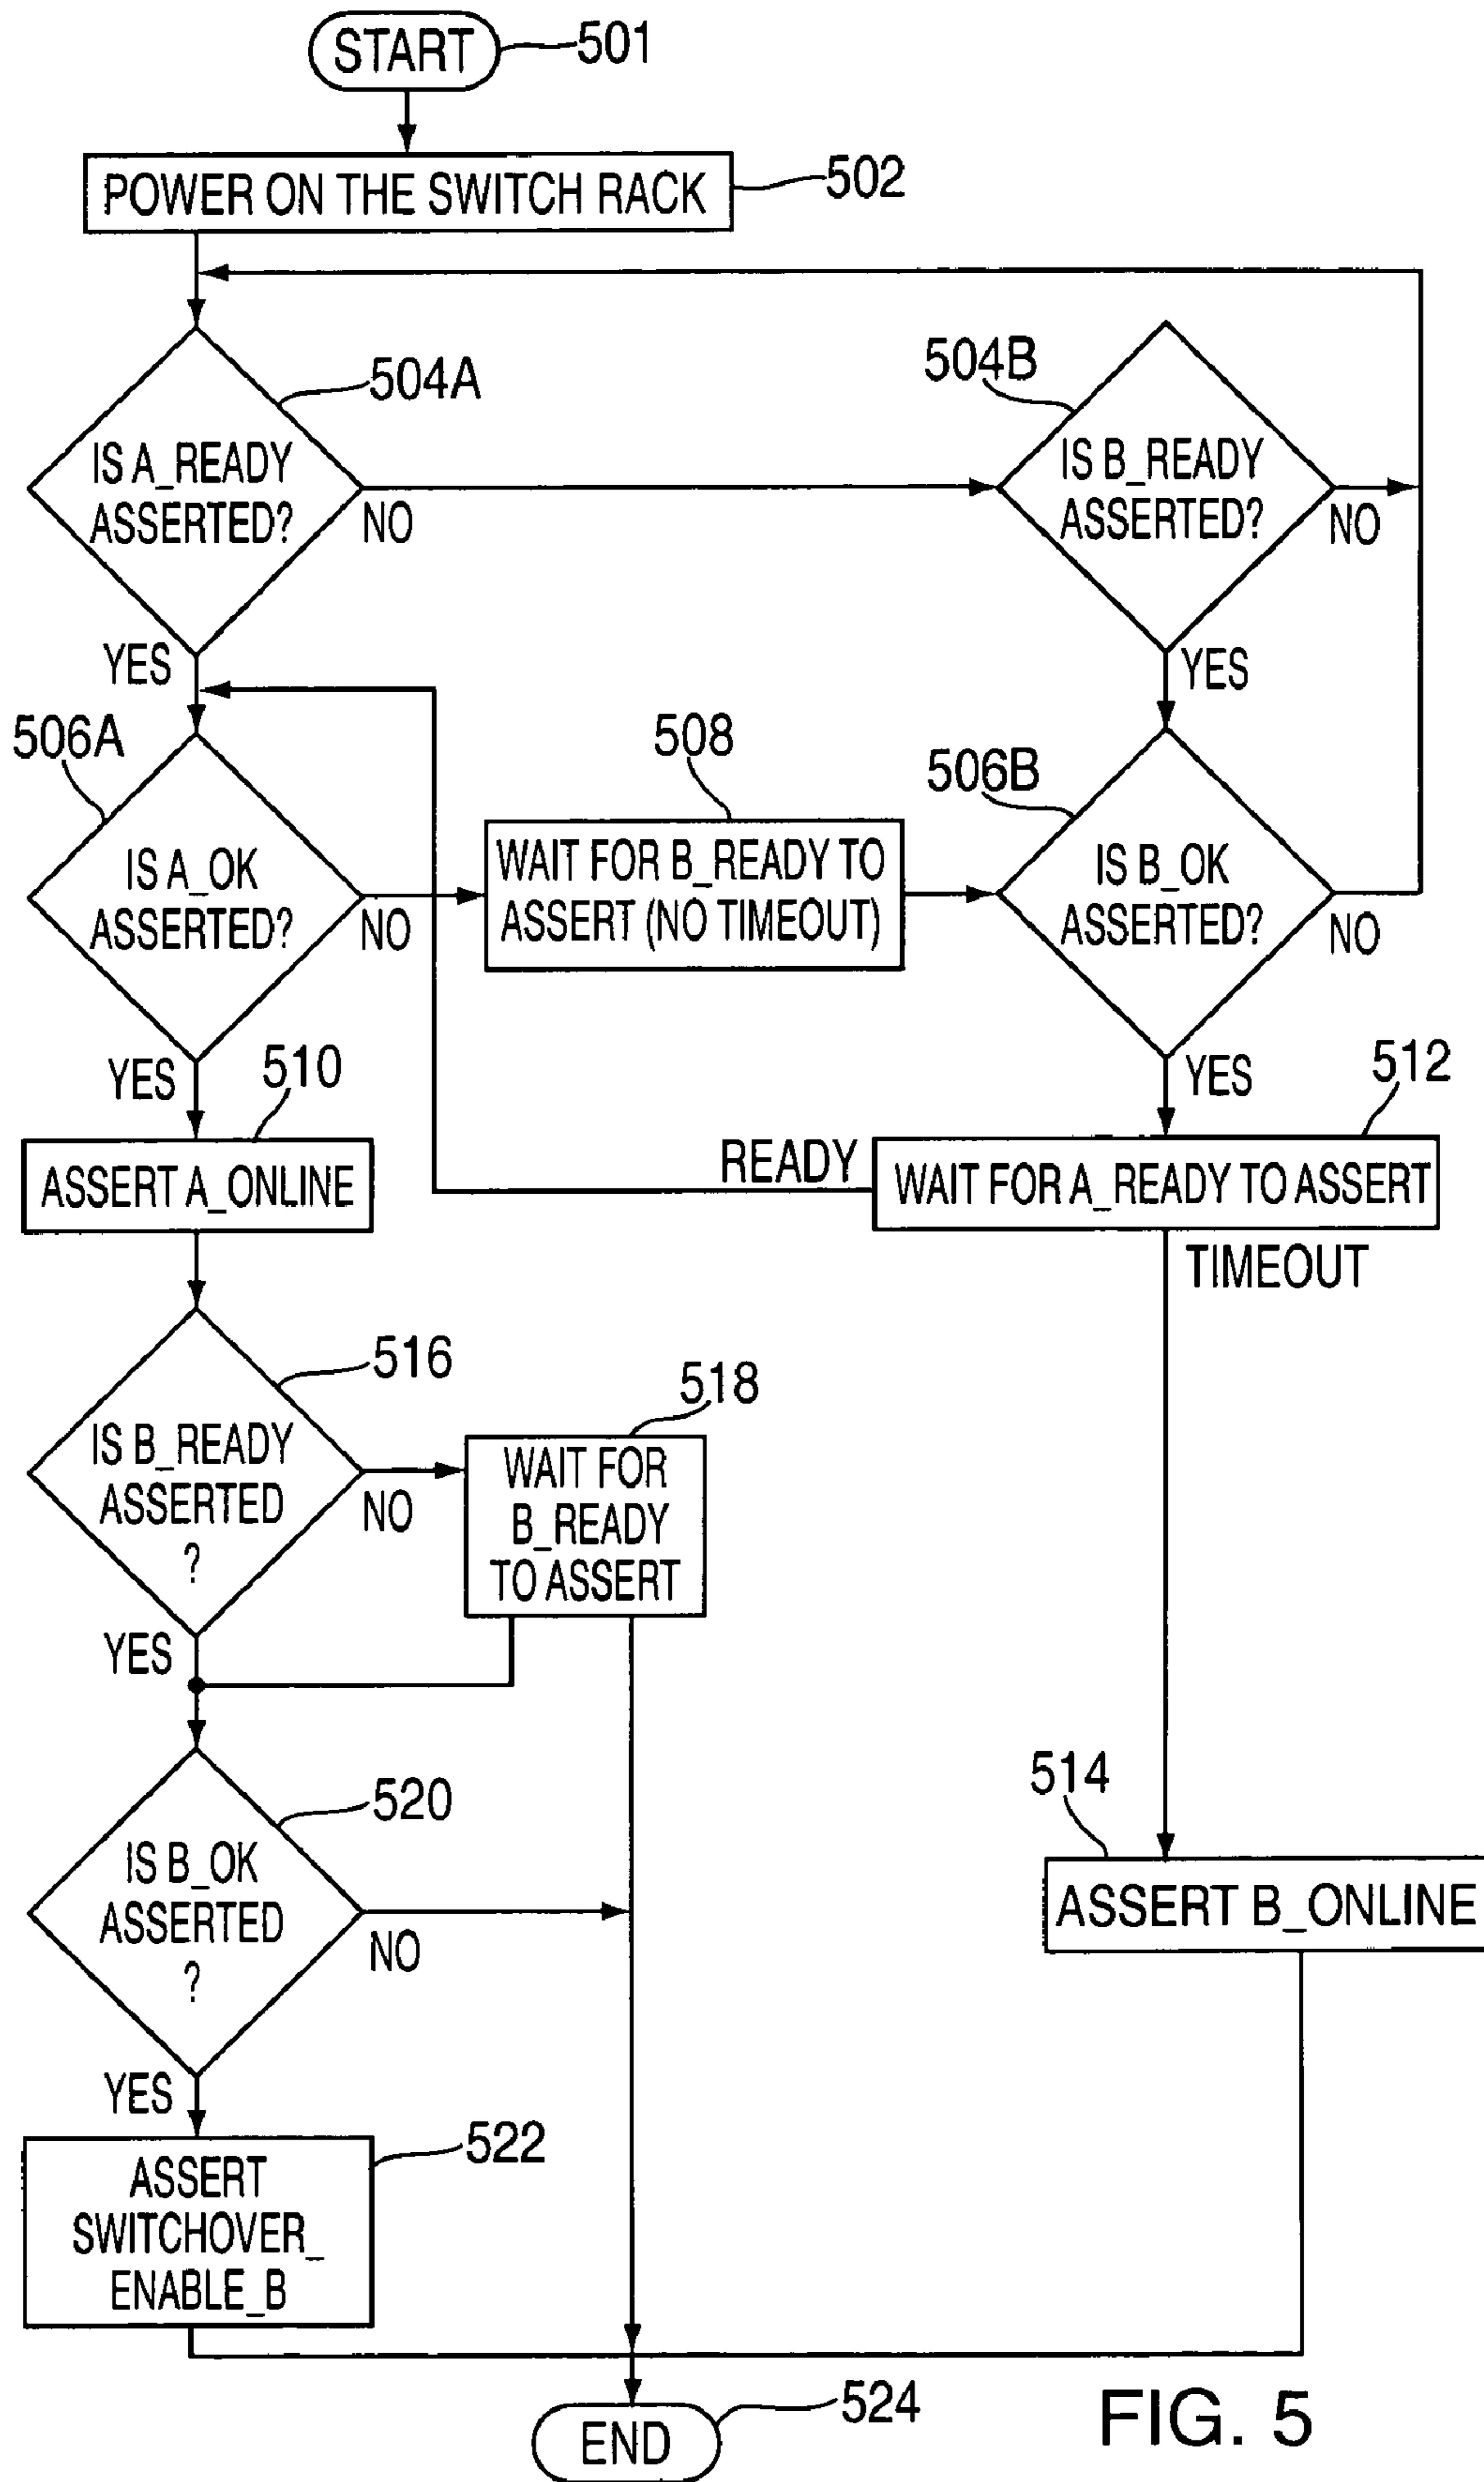 START
501
POWER ON THE SWITCH RACK
502
504A
IS A_READY
ASSERTED?
NO
YES
504B
IS B_READY
ASSERTED?
NO
YES
506A
IS A_OK
ASSERTED?
NO
YES
508
WAIT FOR B_READY TO
ASSERT (NO TIMEOUT)
506B
IS B_OK
ASSERTED?
NO
YES
510
ASSERT A_ONLINE
512
READY
WAIT FOR A_READY TO ASSERT
TIMEOUT
516
IS B_READY
ASSERTED
?
NO
YES
518
WAIT FOR
B_READY
TO ASSERT
520
IS B_OK
ASSERTED
?
NO
YES
514
ASSERT B_ONLINE
522
ASSERT
SWITCHOVER_
ENABLE_B
524
END
FIG. 5